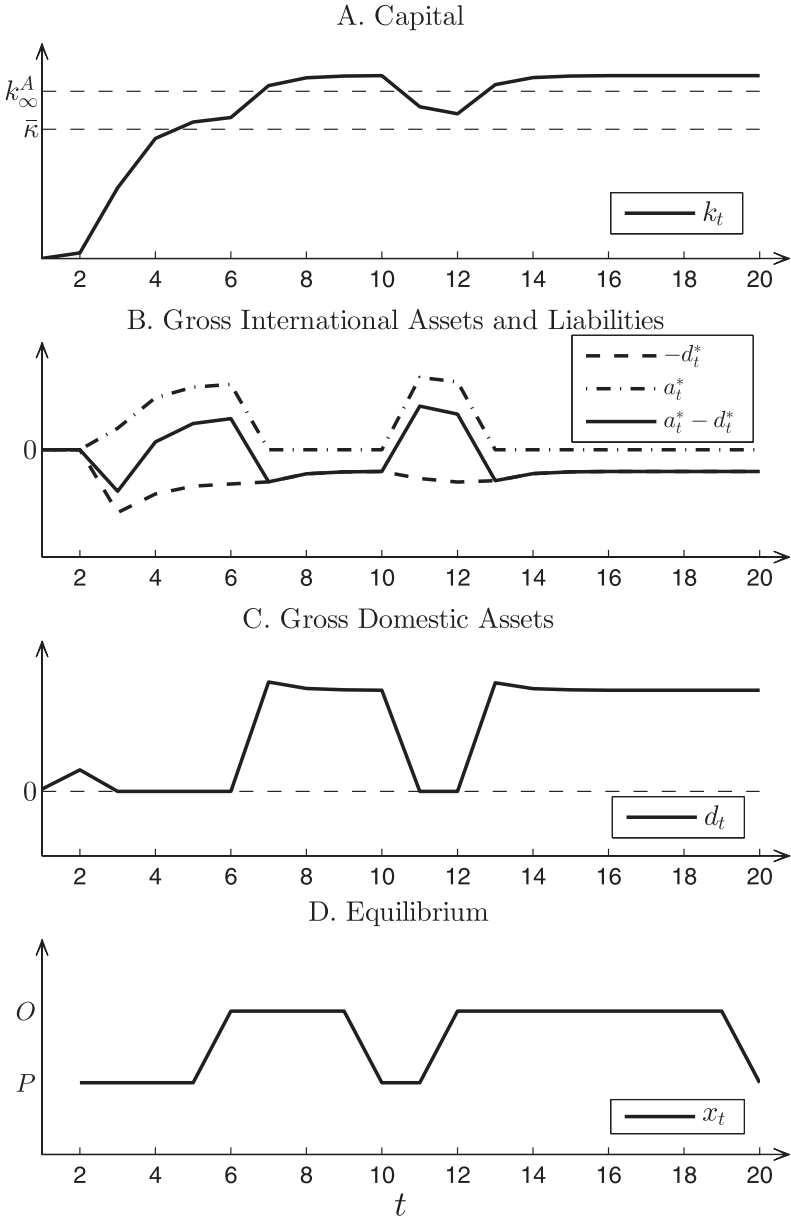 A. Capital
k^A_∞
κ̄
k_t
2 4 6 8 10 12 14 16 18 20
B. Gross International Assets and Liabilities
−d*_t
a*_t
a*_t − d*_t
0
2 4 6 8 10 12 14 16 18 20
C. Gross Domestic Assets
0
d_t
2 4 6 8 10 12 14 16 18 20
D. Equilibrium
O
P
x_t
2 4 6 8 10 12 14 16 18 20
t